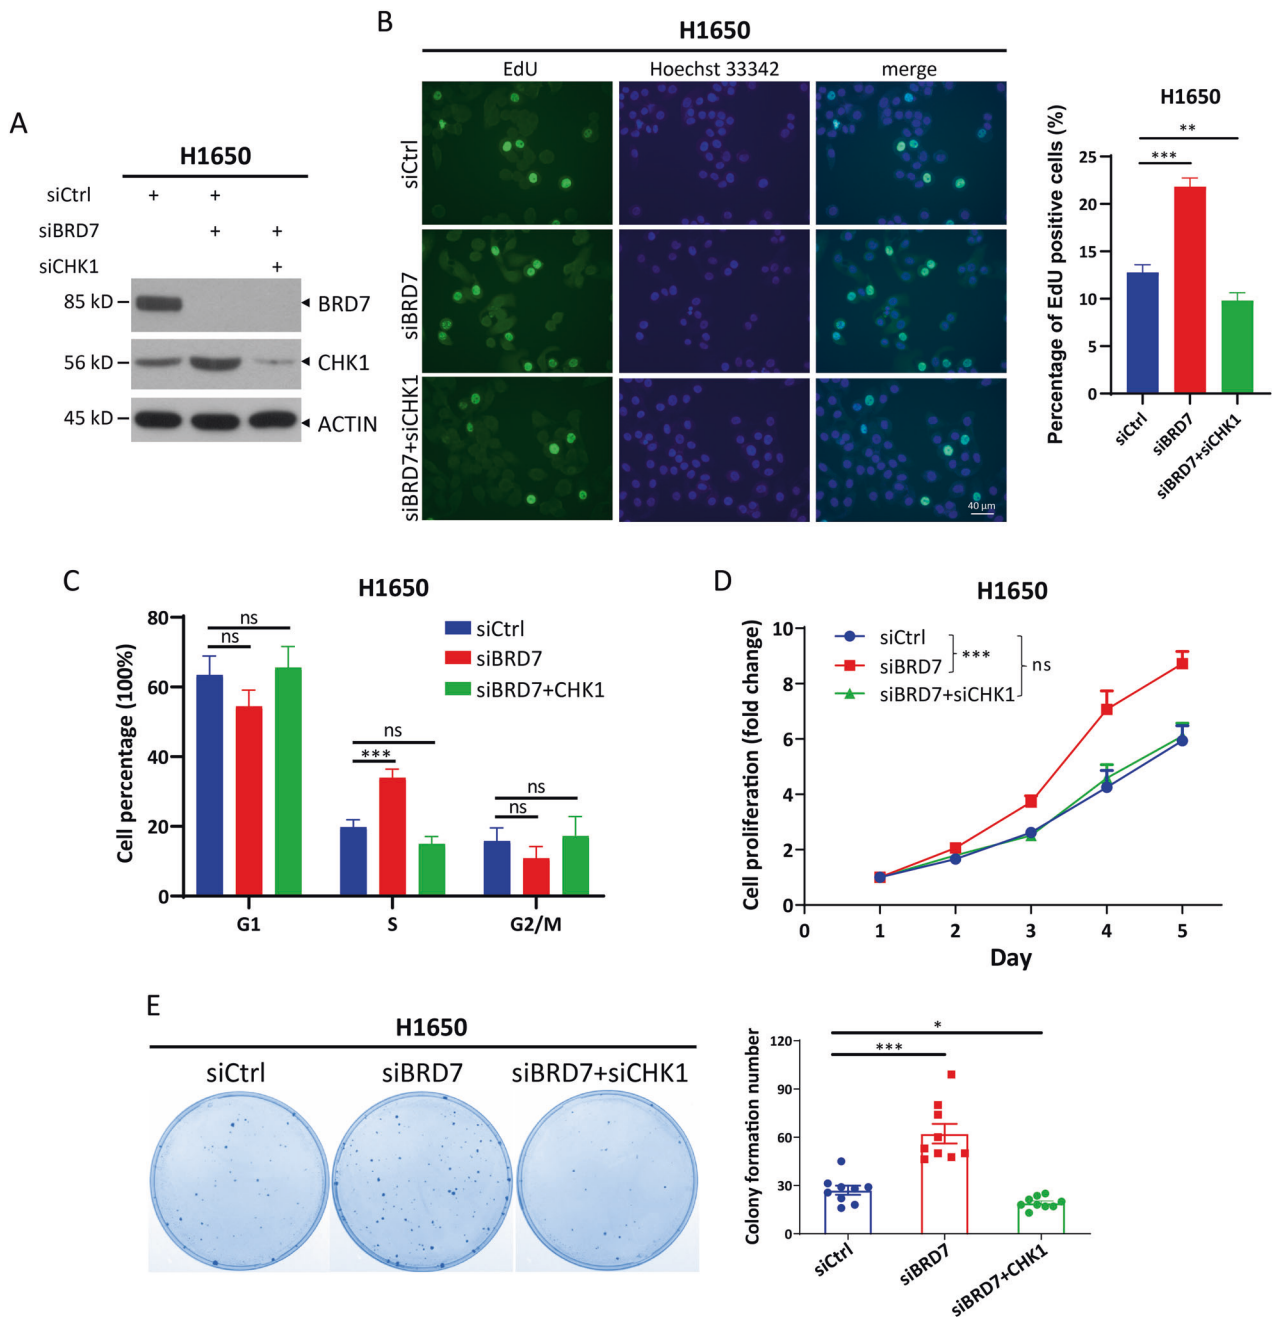 A
H1650
siCtrl + +
siBRD7 + +
siCHK1 +
85 kD BRD7
56 kD CHK1
45 kD ACTIN
B
H1650
EdU Hoechst 33342 merge
siCtrl
siBRD7
siBRD7+siCHK1
40 µm
H1650
Percentage of EdU positive cells (%)
**
***
25
20
15
10
5
0
siCtrl
siBRD7
siBRD7+siCHK1
C
H1650
Cell percentage (100%)
80
60
40
20
0
ns
ns
ns
***
ns
ns
siCtrl
siBRD7
siBRD7+CHK1
G1 S G2/M
D
H1650
Cell proliferation (fold change)
10
8
6
4
2
0
siCtrl
siBRD7
siBRD7+siCHK1
***
ns
0 1 2 3 4 5
Day
E
H1650
siCtrl siBRD7 siBRD7+siCHK1
Colony formation number
120
90
60
30
0
*
***
siCtrl
siBRD7
siBRD7+CHK1